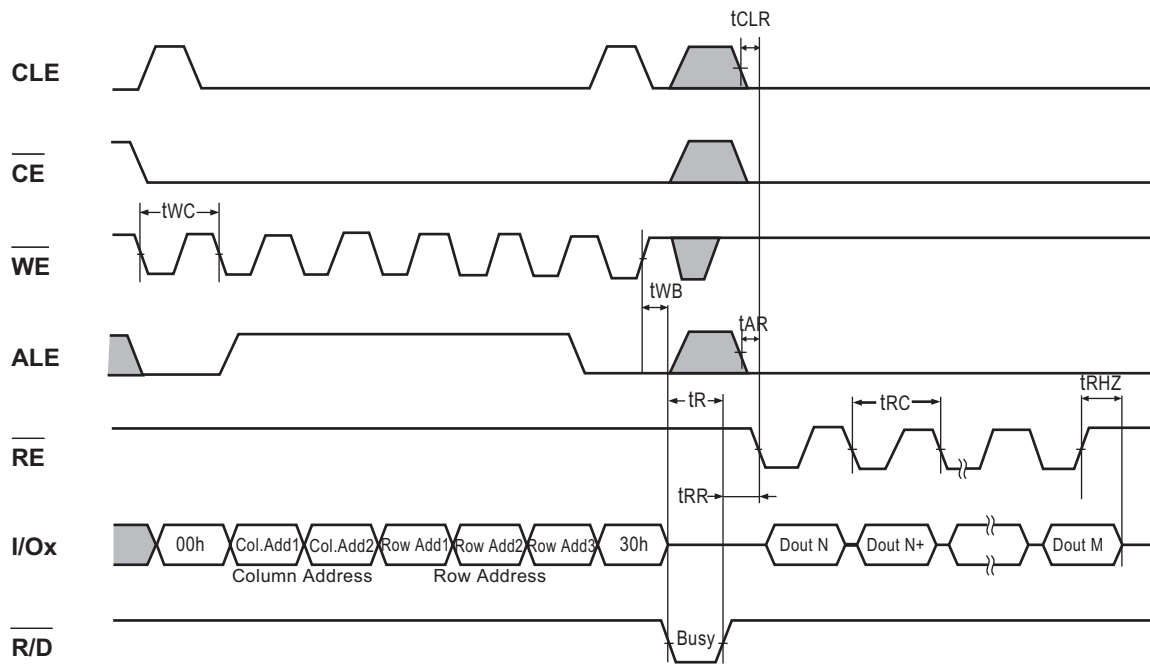 tCLR
CLE
CE
tWC
WE
tWB
tAR
ALE
tR
tRC
tRHZ
RE
tRR
I/Ox
00h
Col.Add1
Col.Add2
Row Add1
Row Add2
Row Add3
30h
Dout N
Dout N+
Dout M
Column Address
Row Address
Busy
R/D